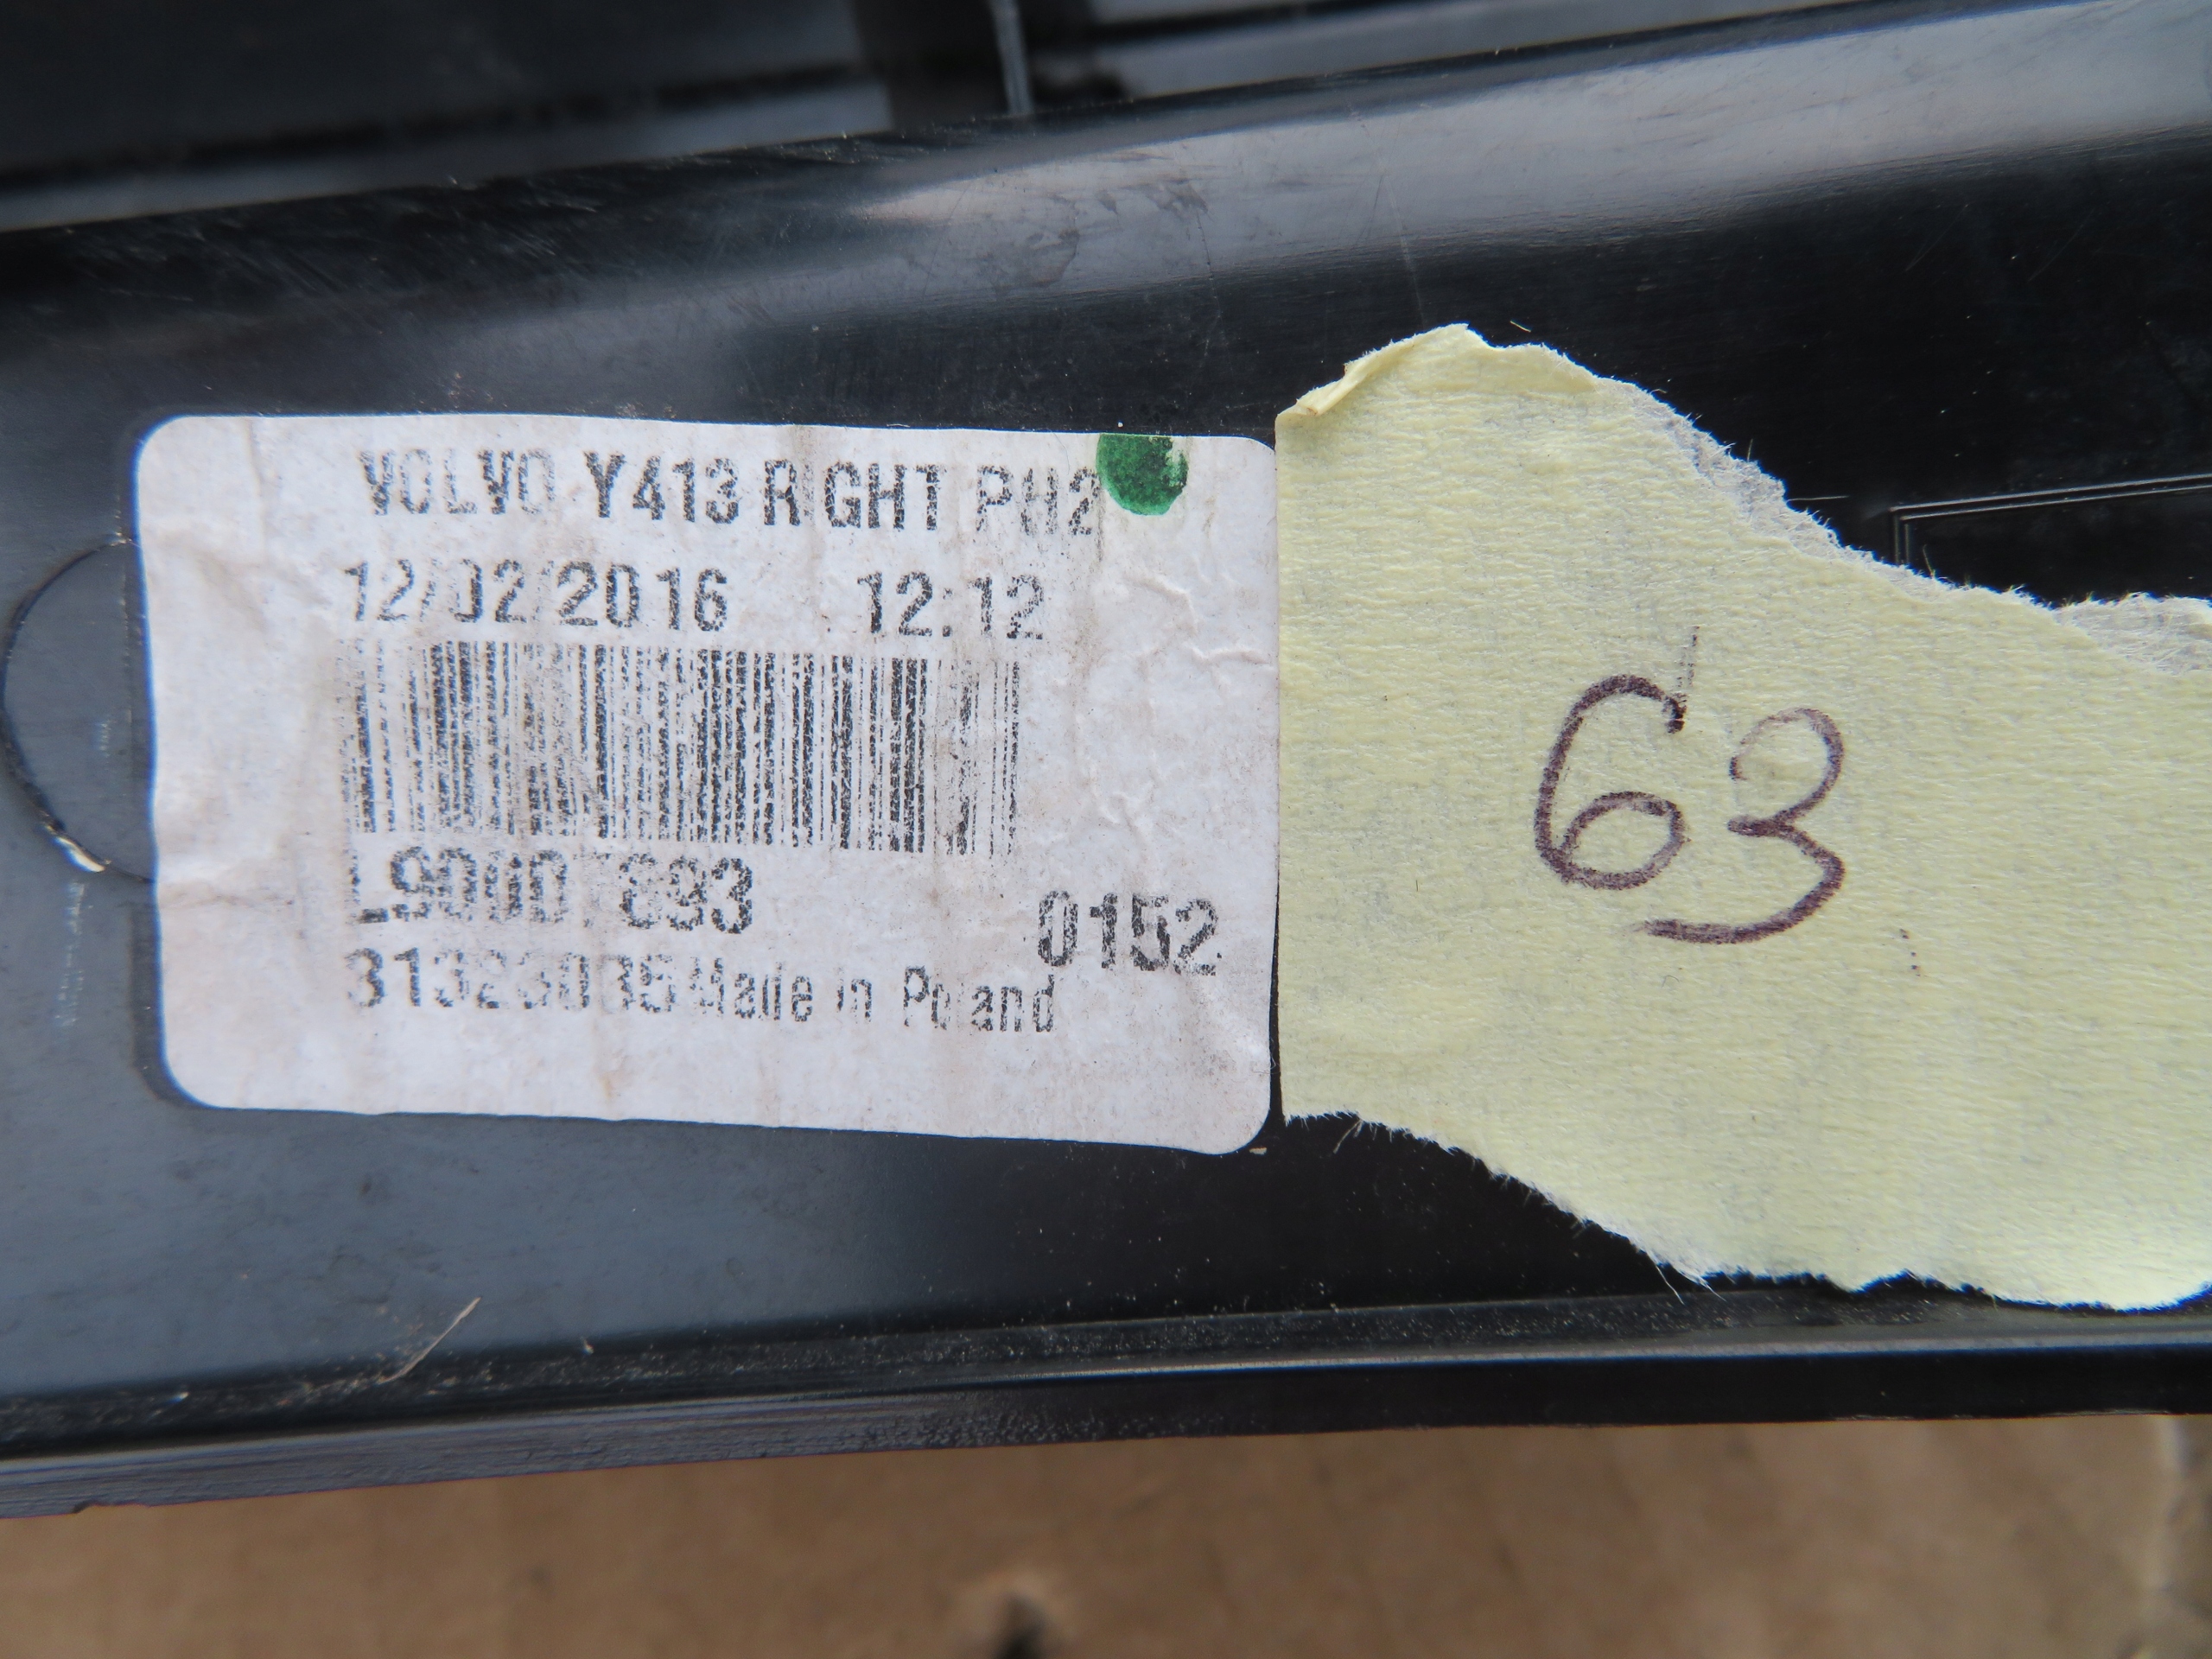 VOLVO Y413 RIGHT PH2
12/02/2016 12:12
0152
Made in Poland
63